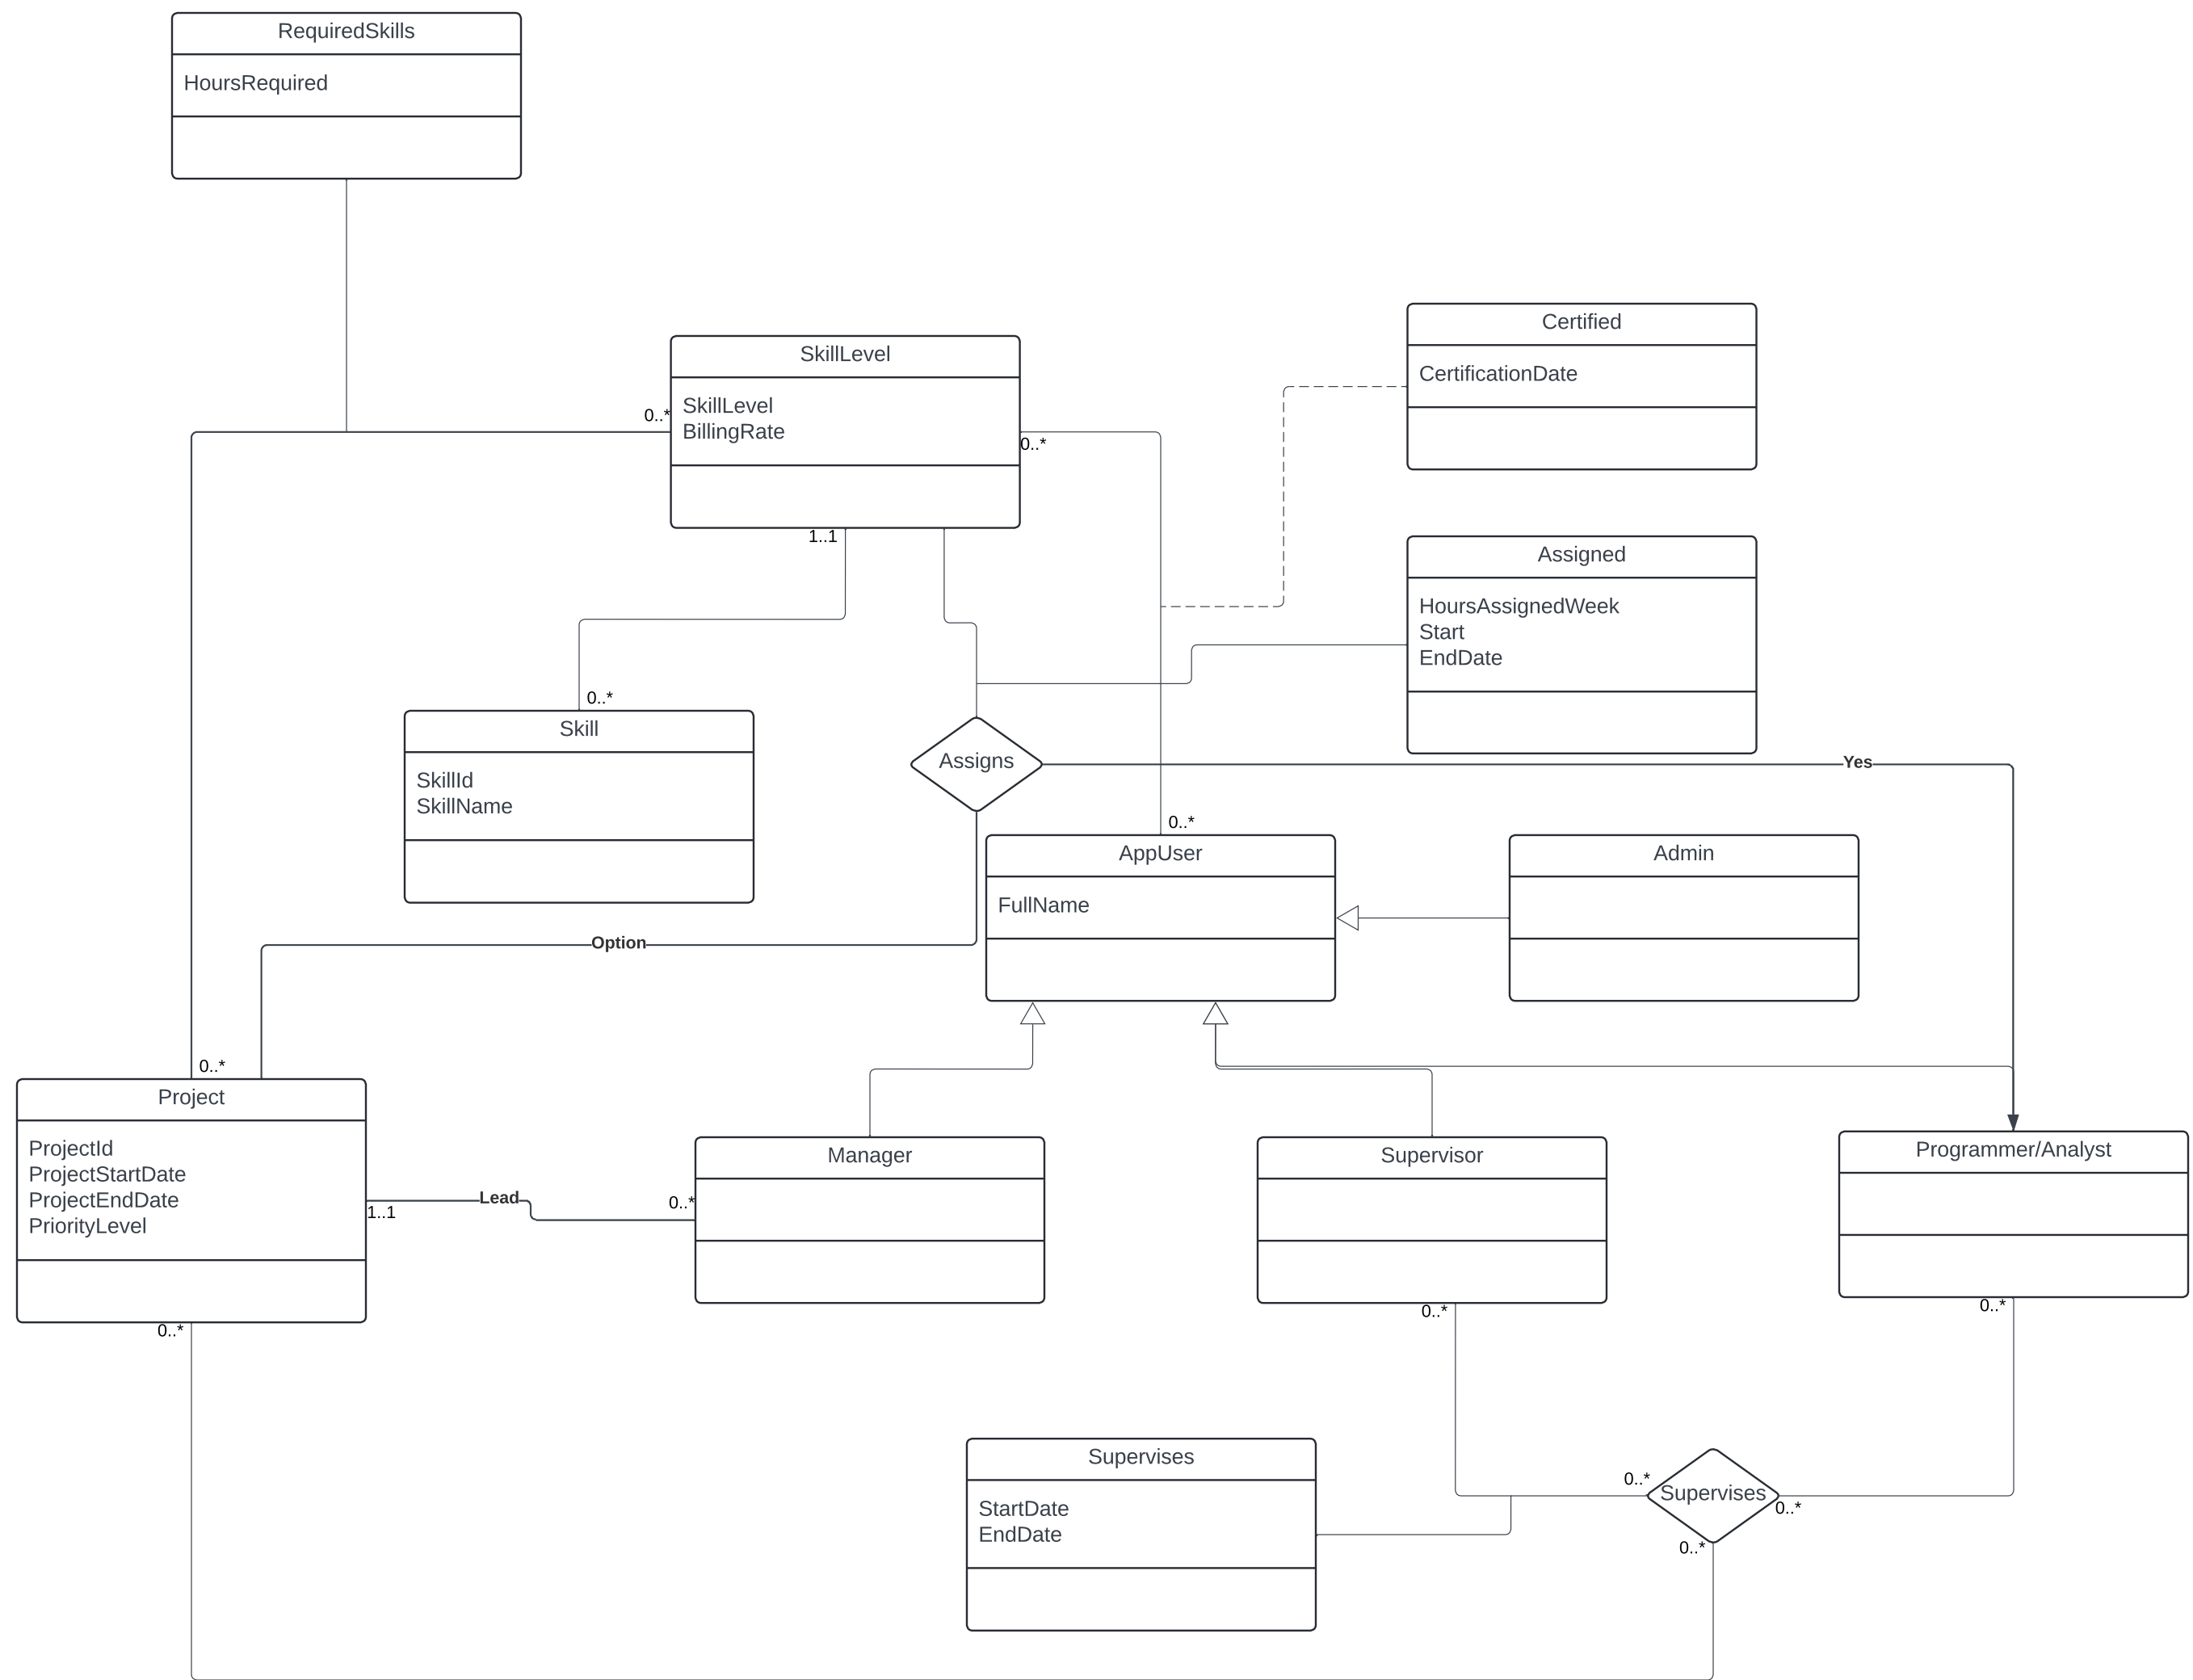 RequiredSkills
HoursRequired
Certified
CertificationDate
SkillLevel
SkillLevel
BillingRate
0..*
0..*
1..1
Assigned
HoursAssignedWeek
Start
EndDate
0..*
Skill
SkillId
SkillName
Assigns
Yes
0..*
AppUser
FullName
Admin
Option
0..*
Project
ProjectId
ProjectStartDate
ProjectEndDate
PriorityLevel
Lead
1..1
0..*
Manager
Supervisor
Programmer/Analyst
0..*
0..*
0..*
Supervises
StartDate
EndDate
0..*
Supervises
0..*
0..*